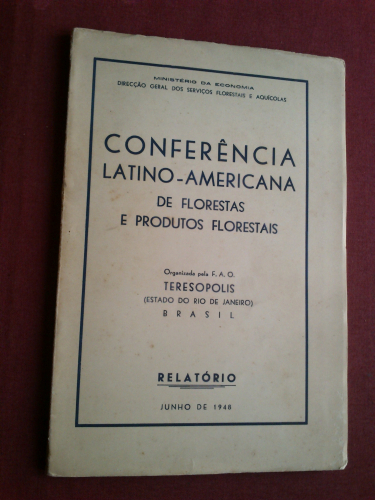 MINISTÉRIO DA ECONOMIA
DIRECÇÃO GERAL DOS SERVIÇOS FLORESTAIS E AQUÍCOLAS
CONFERÊNCIA
LATINO-AMERICANA
DE FLORESTAS
E PRODUTOS FLORESTAIS
Organizada pela F. A. O.
TERESOPOLIS
(ESTADO DO RIO DE JANEIRO)
BRASIL
RELATÓRIO
JUNHO DE 1948